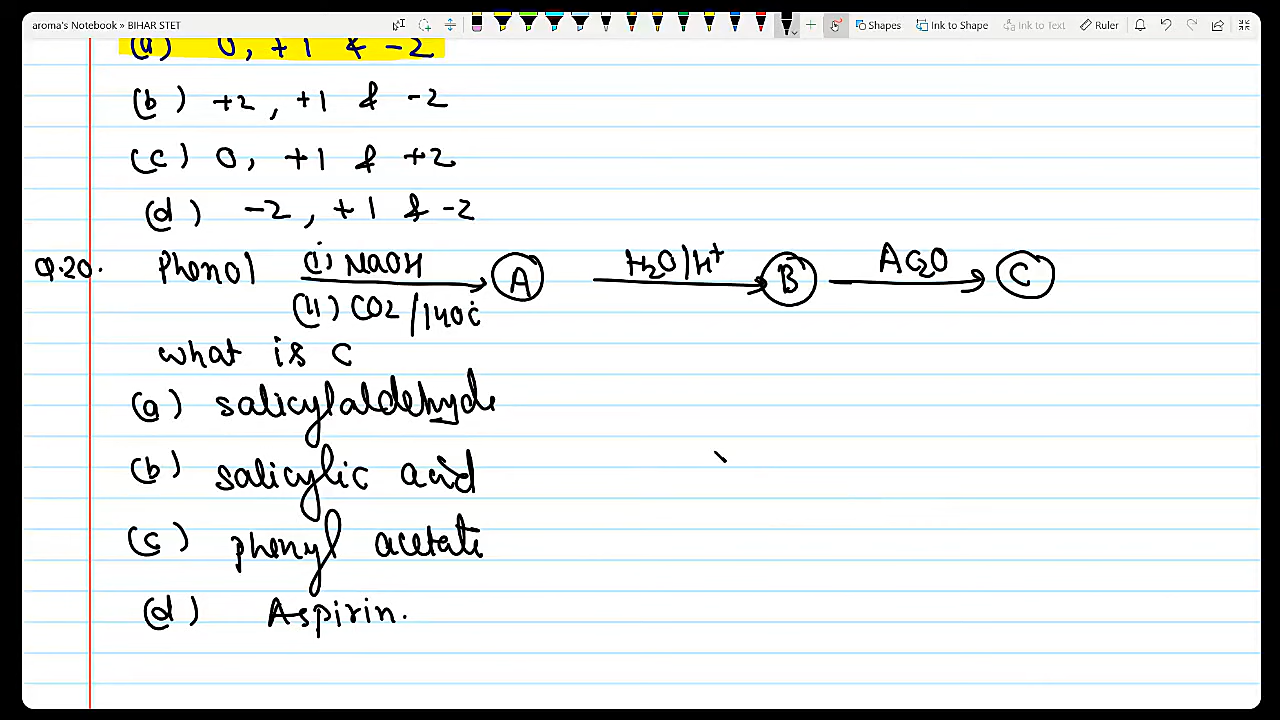 aroma's Notebook » BIHAR STET
Shapes Ink to Shape Ink to Text Ruler
(a) 0, +1 & -2
(b) +2, +1 & -2
(c) 0, +1 & +2
(d) -2, +1 & -2
Q.20. Phenol (i) NaOH (ii) CO2/140c → A H2O/H+ → B AC2O → C
what is c
(a) salicylaldehyde
(b) salicylic acid
(c) phenyl acetate
(d) Aspirin.